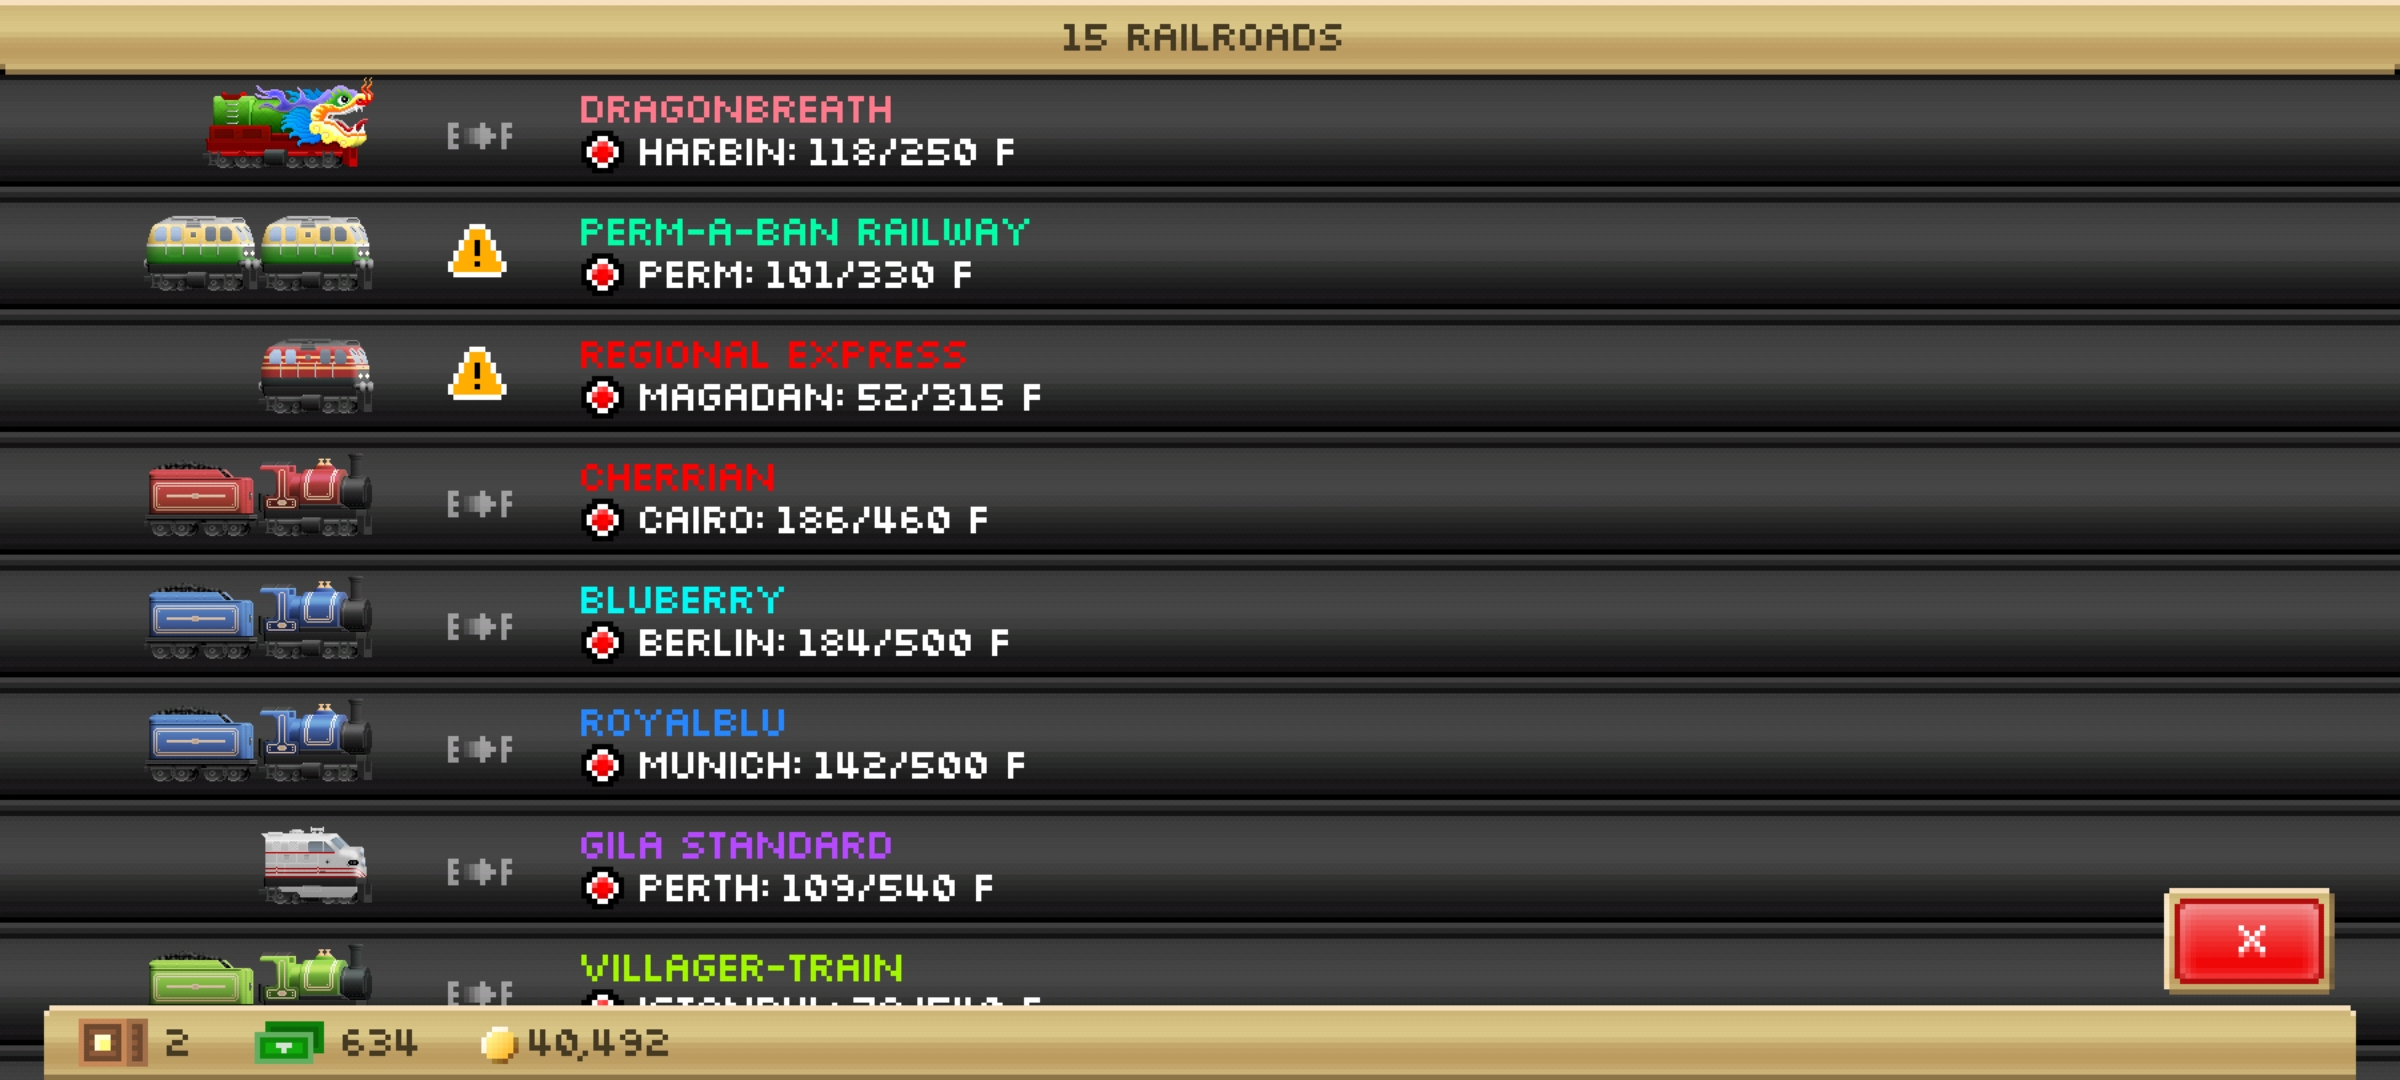 15 RAILROADS
DRAGONBREATH
E F
HARBIN: 118/250 F
PERM-A-BAN RAILWAY
!
PERM: 101/330 F
REGIONAL EXPRESS
!
MAGADAN: 52/315 F
CHERRIAN
E F
CAIRO: 186/460 F
BLUBERRY
E F
BERLIN: 184/500 F
ROYALBLU
E F
MUNICH: 142/500 F
GILA STANDARD
E F
PERTH: 109/540 F
VILLAGER-TRAIN
E F
X
2 634 40,492